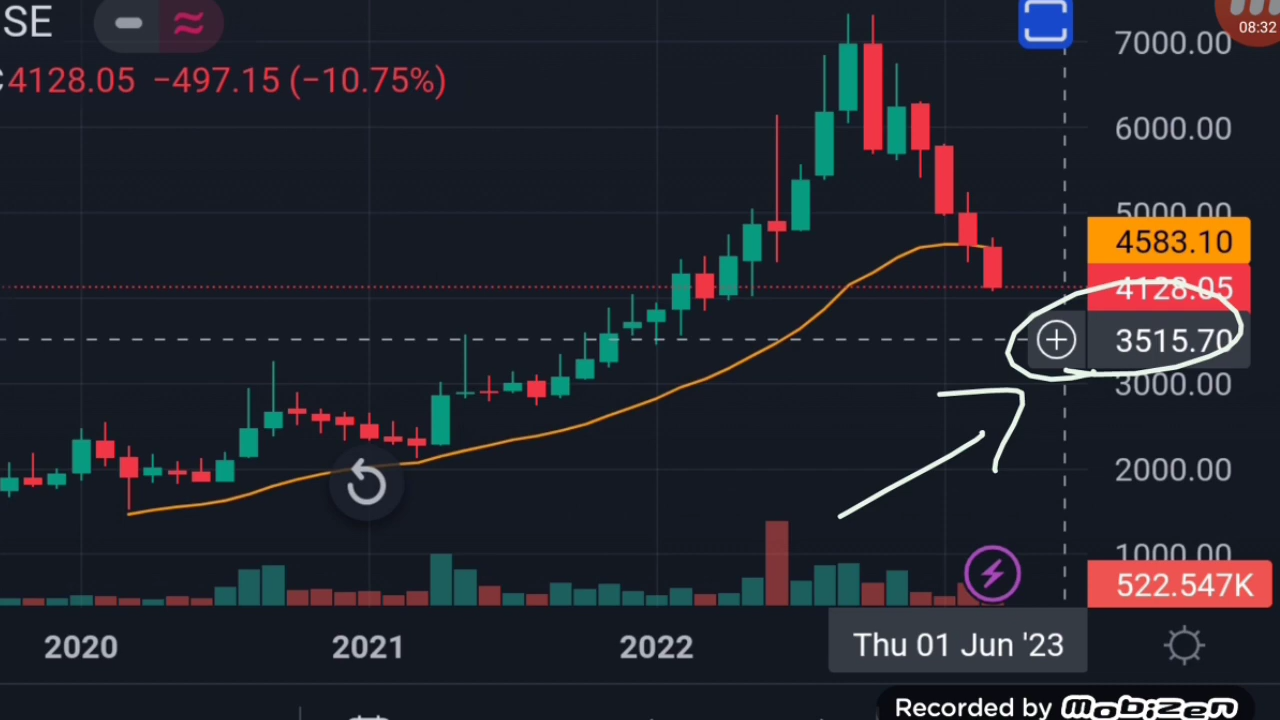 SE
08:32
7000.00
4128.05 −497.15 (−10.75%)
6000.00
5000.00
4583.10
4128.05
3515.70
3000.00
2000.00
1000.00
522.547K
2020 2021 2022 Thu 01 Jun '23
Recorded by mobizen